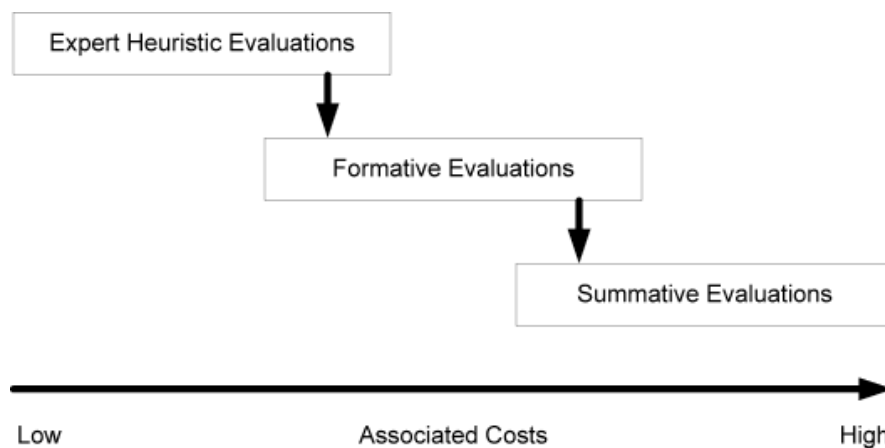 Expert Heuristic Evaluations
Formative Evaluations
Summative Evaluations
Low Associated Costs High